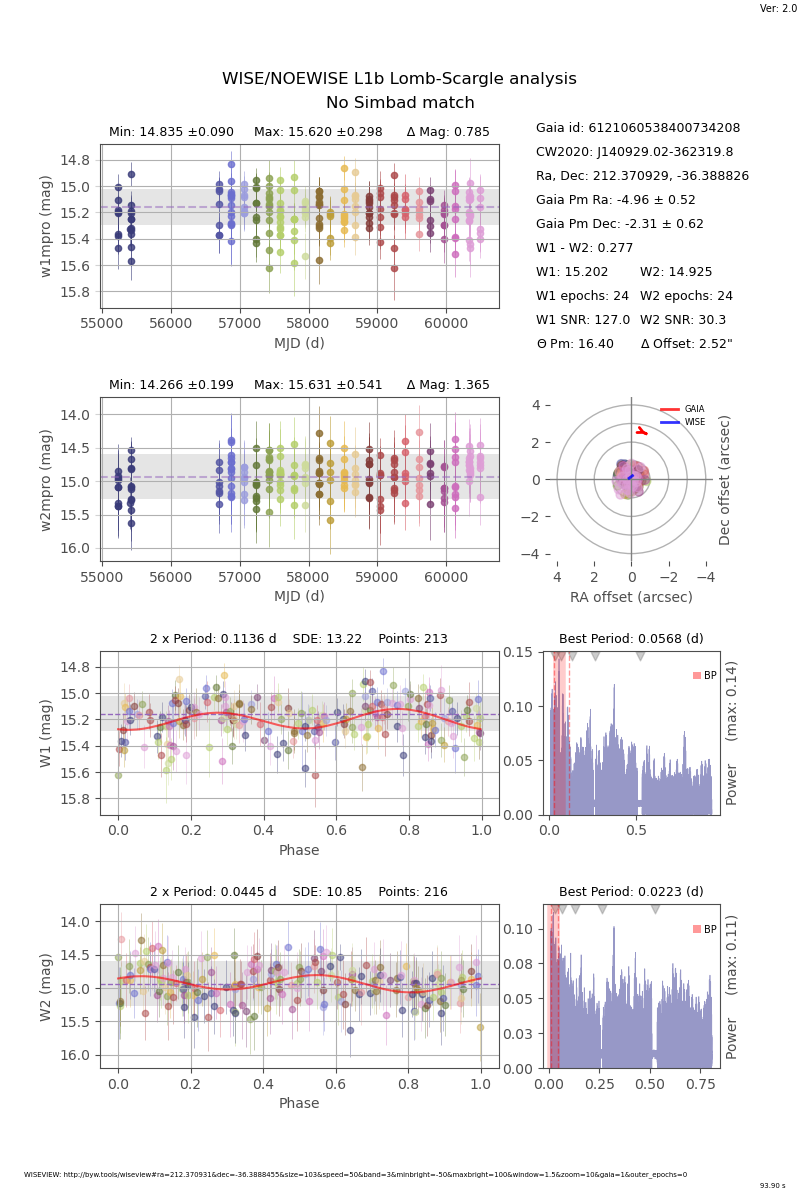 Ver: 2.0
WISE/NOEWISE L1b Lomb-Scargle analysis
No Simbad match
Min: 14.835 ±0.090 Max: 15.620 ±0.298 Δ Mag: 0.785
14.8
15.0
15.2
15.4
15.6
15.8
w1mpro (mag)
55000 56000 57000 58000 59000 60000
MJD (d)
Gaia id: 6121060538400734208
CW2020: J140929.02-362319.8
Ra, Dec: 212.370929, -36.388826
Gaia Pm Ra: -4.96 ± 0.52
Gaia Pm Dec: -2.31 ± 0.62
W1 - W2: 0.277
W1: 15.202 W2: 14.925
W1 epochs: 24 W2 epochs: 24
W1 SNR: 127.0 W2 SNR: 30.3
Θ Pm: 16.40 Δ Offset: 2.52"
Min: 14.266 ±0.199 Max: 15.631 ±0.541 Δ Mag: 1.365
14.0
14.5
15.0
15.5
16.0
w2mpro (mag)
55000 56000 57000 58000 59000 60000
MJD (d)
GAIA
WISE
4
2
0
−2
−4
Dec offset (arcsec)
4 2 0 −2 −4
RA offset (arcsec)
2 x Period: 0.1136 d SDE: 13.22 Points: 213
14.8
15.0
15.2
15.4
15.6
15.8
W1 (mag)
0.0 0.2 0.4 0.6 0.8 1.0
Phase
Best Period: 0.0568 (d)
BP
0.15
0.10
0.05
0.00
Power (max: 0.14)
0.0 0.5
2 x Period: 0.0445 d SDE: 10.85 Points: 216
14.0
14.5
15.0
15.5
16.0
W2 (mag)
0.0 0.2 0.4 0.6 0.8 1.0
Phase
Best Period: 0.0223 (d)
BP
0.10
0.08
0.05
0.03
0.00
Power (max: 0.11)
0.00 0.25 0.50 0.75
WISEVIEW: http://byw.tools/wiseview#ra=212.370931&dec=-36.3888455&size=103&speed=50&band=3&minbright=-50&maxbright=100&window=1.5&zoom=10&gaia=1&outer_epochs=0
93.90 s